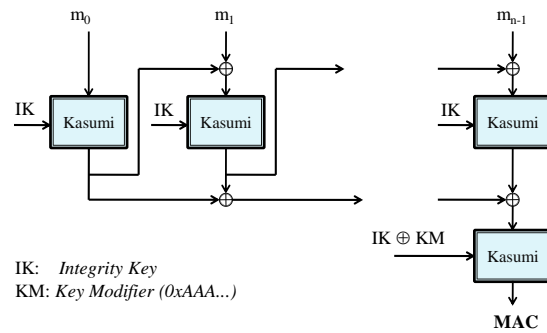 m0 m1 mn-1
IK Kasumi IK Kasumi IK Kasumi
IK ⊕ KM Kasumi
IK: Integrity Key
KM: Key Modifier (0xAAA...)
MAC